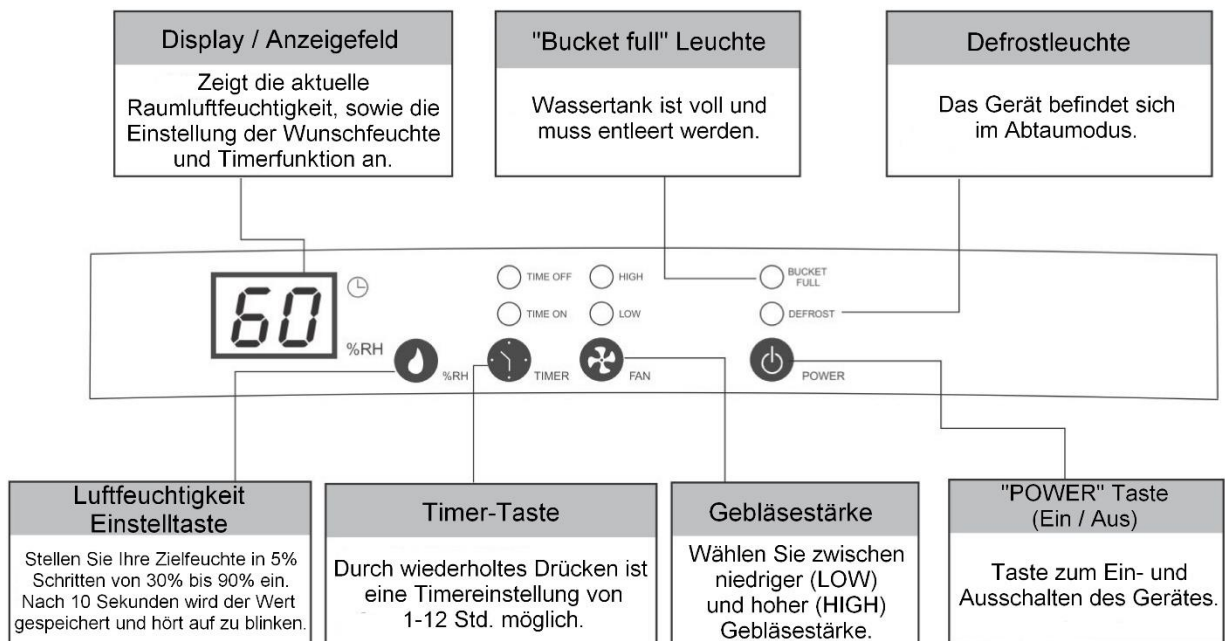 Display / Anzeigefeld
Zeigt die aktuelle
Raumluftfeuchtigkeit, sowie die
Einstellung der Wunschfeuchte
und Timerfunktion an.
"Bucket full" Leuchte
Wassertank ist voll und
muss entleert werden.
Defrostleuchte
Das Gerät befindet sich
im Abtaumodus.
60
%RH
%RH
TIME OFF
TIME ON
TIMER
HIGH
LOW
FAN
BUCKET
FULL
DEFROST
POWER
Luftfeuchtigkeit
Einstelltaste
Stellen Sie Ihre Zielfeuchte in 5%
Schritten von 30% bis 90% ein.
Nach 10 Sekunden wird der Wert
gespeichert und hört auf zu blinken.
Timer-Taste
Durch wiederholtes Drücken ist
eine Timereinstellung von
1-12 Std. möglich.
Gebläsestärke
Wählen Sie zwischen
niedriger (LOW)
und hoher (HIGH)
Gebläsestärke.
"POWER" Taste
(Ein / Aus)
Taste zum Ein- und
Ausschalten des Gerätes.